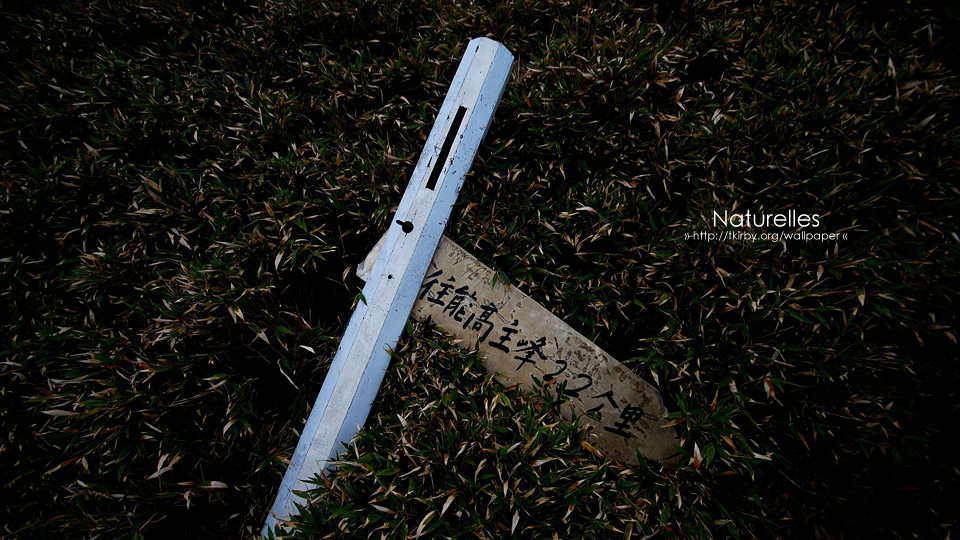 Naturelles
» http://tkirby.org/wallpaper «
往能高主峰22公里